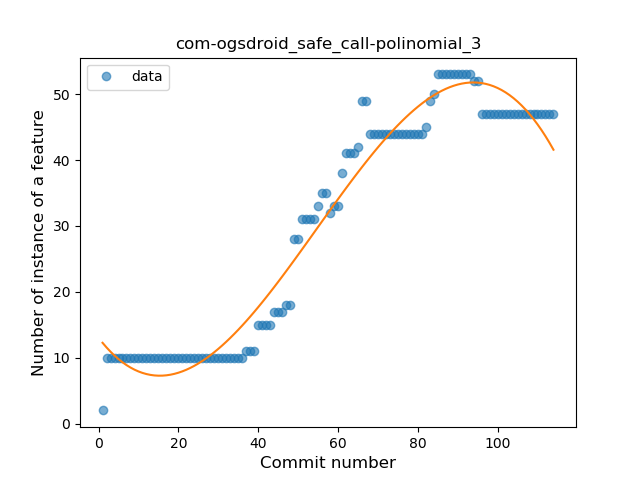 com-ogsdroid_safe_call-polinomial_3
data
Number of instance of a feature
50
40
30
20
10
0
0 20 40 60 80 100
Commit number